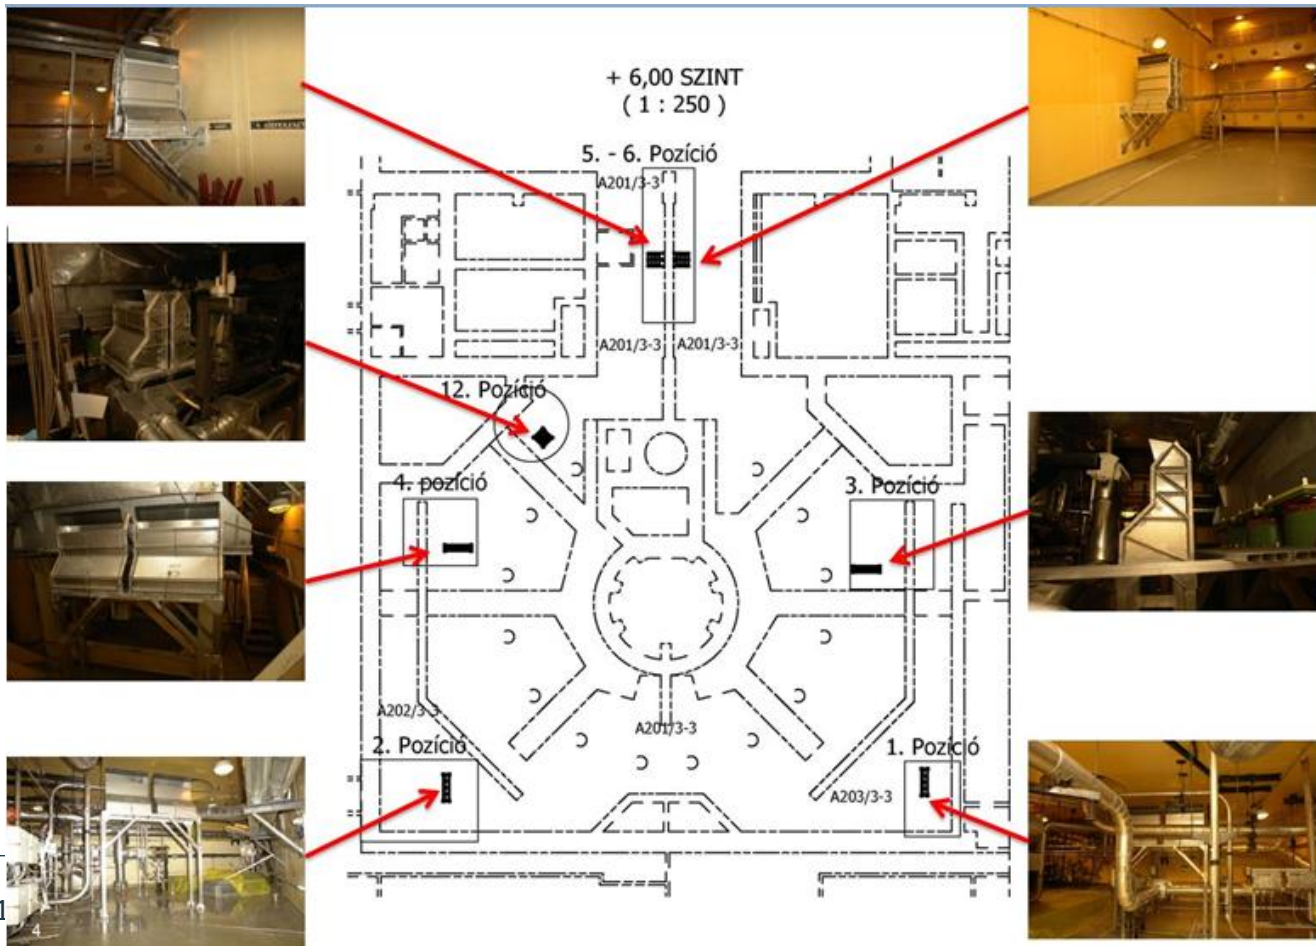 + 6,00 SZINT
( 1 : 250 )
5. - 6. Pozíció
A201/3-3
A201/3-3
A201/3-3
12. Pozíció
4. pozíció
3. Pozíció
A202/3-3
A201/3-3
2. Pozíció
1. Pozíció
A203/3-3
4